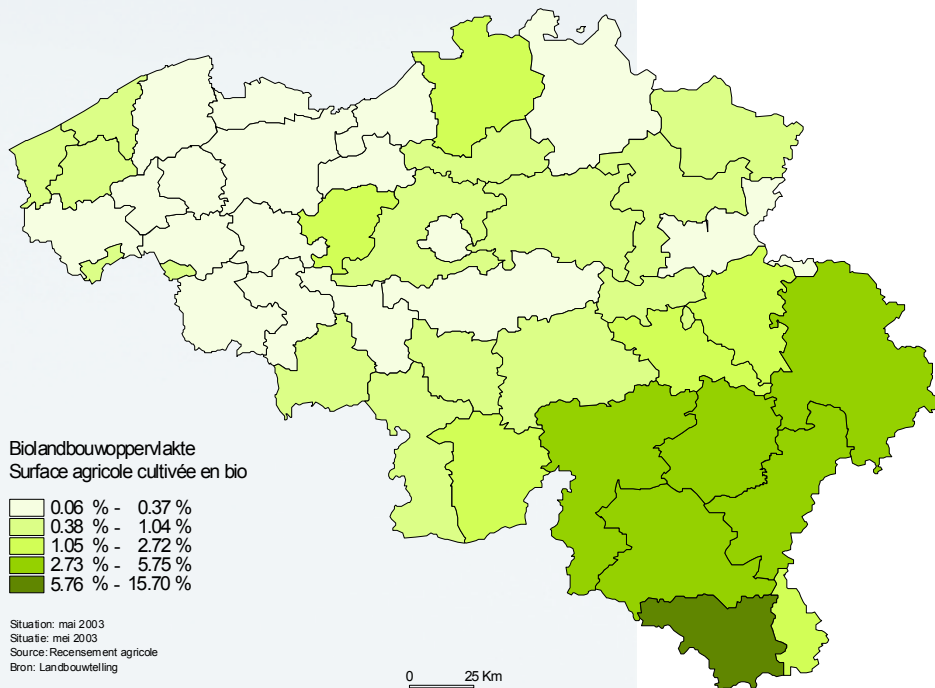 Biolandbouwoppervlakte
Surface agricole cultivée en bio
0.06 % - 0.37 %
0.38 % - 1.04 %
1.05 % - 2.72 %
2.73 % - 5.75 %
5.76 % - 15.70 %
Situation: mai 2003
Situatie: mei 2003
Source: Recensement agricole
Bron: Landbouwtelling
0 25 Km